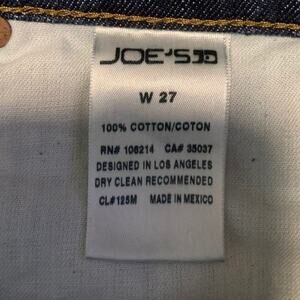 JOE'S
W 27
100% COTTON/COTON
RN# 106214 CA# 35037
DESIGNED IN LOS ANGELES
DRY CLEAN RECOMMENDED
CL#125M MADE IN MEXICO